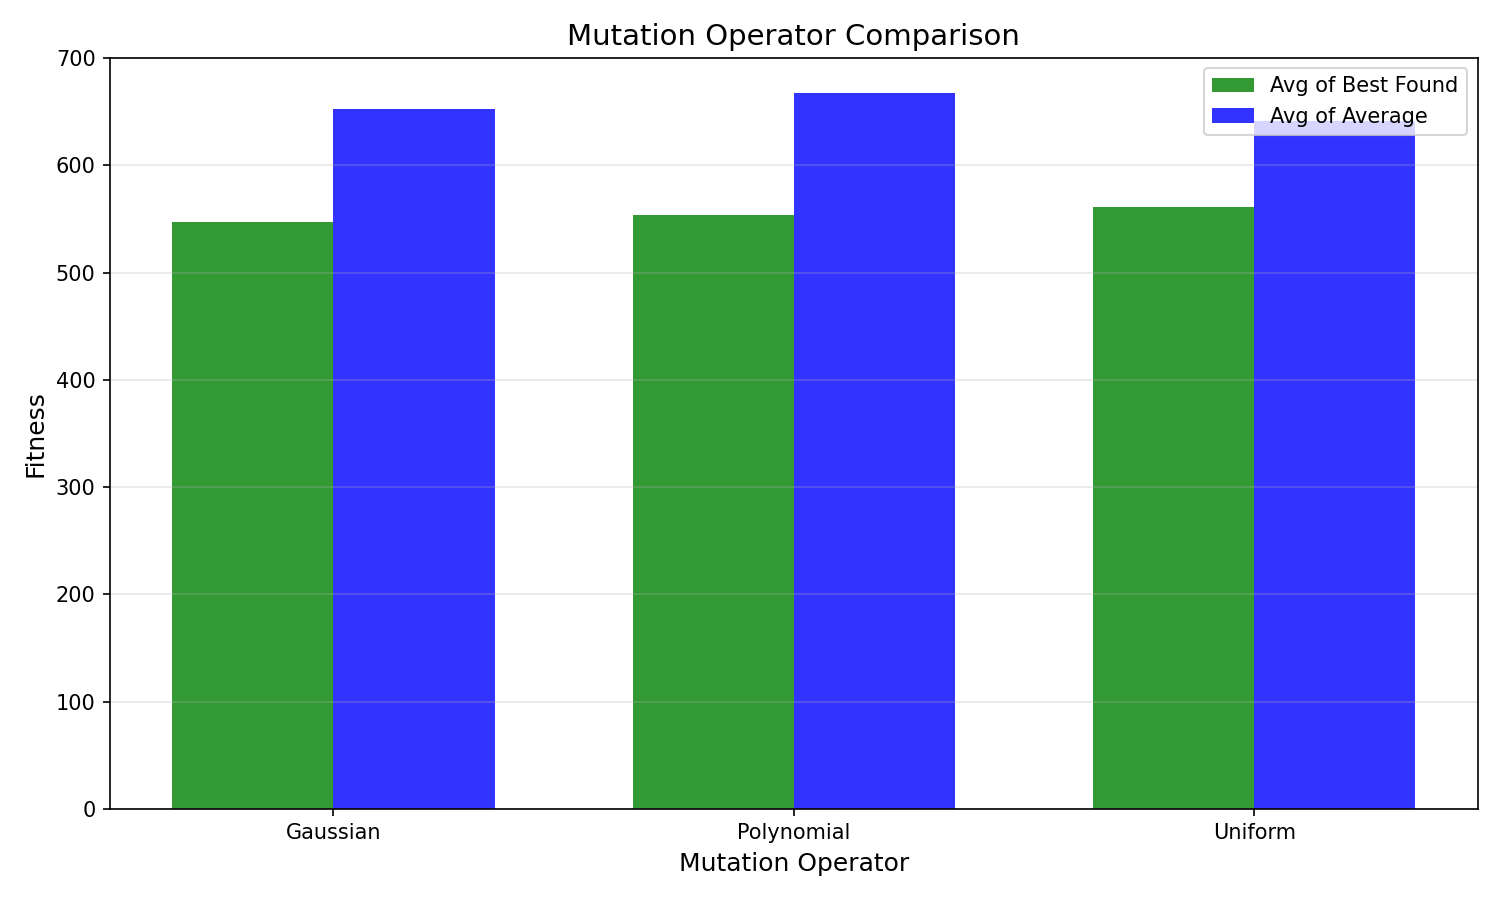 Mutation Operator Comparison
700
600
500
400
300
200
100
0
Fitness
Avg of Best Found
Avg of Average
Gaussian
Polynomial
Uniform
Mutation Operator